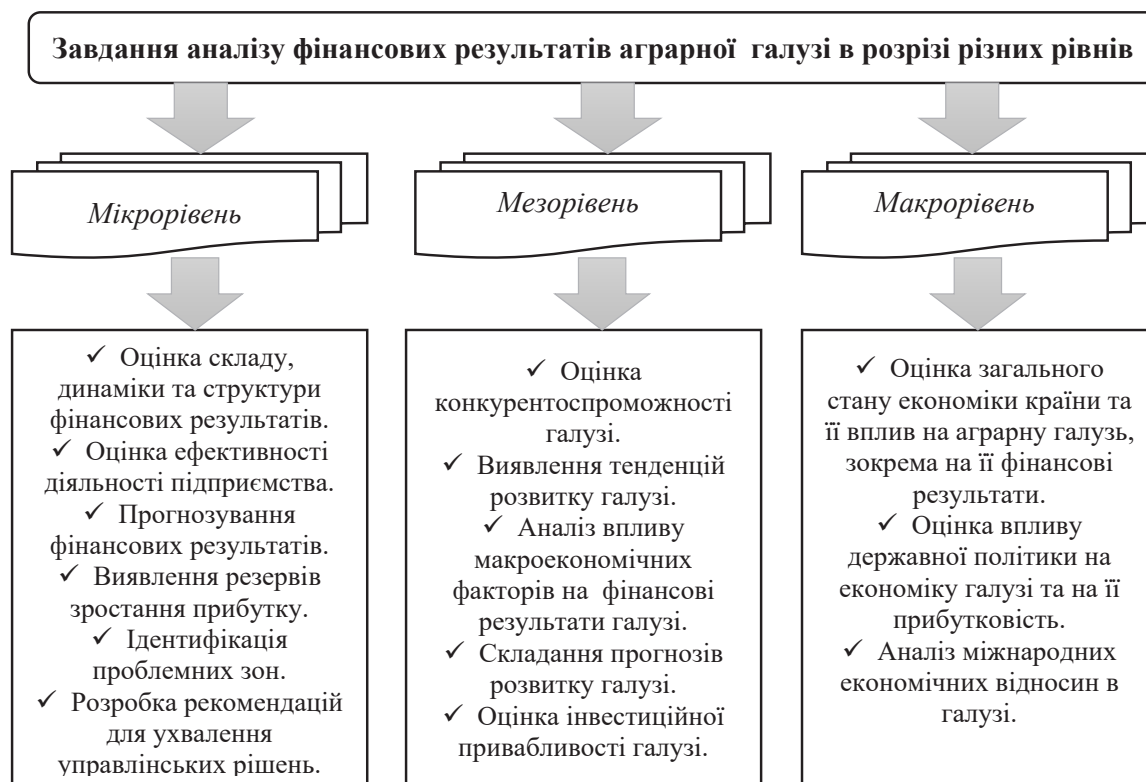 Завдання аналізу фінансових результатів аграрної галузі в розрізі різних рівнів
Мікрорівень
Мезорівень
Макрорівень
✓ Оцінка складу,
динаміки та структури
фінансових результатів.
✓ Оцінка ефективності
діяльності підприємства.
✓ Прогнозування
фінансових результатів.
✓ Виявлення резервів
зростання прибутку.
✓ Ідентифікація
проблемних зон.
✓ Розробка рекомендацій
для ухвалення
управлінських рішень.
✓ Оцінка
конкурентоспроможності
галузі.
✓ Виявлення тенденцій
розвитку галузі.
✓ Аналіз впливу
макроекономічних
факторів на фінансові
результати галузі.
✓ Складання прогнозів
розвитку галузі.
✓ Оцінка інвестиційної
привабливості галузі.
✓ Оцінка загального
стану економіки країни та
її вплив на аграрну галузь,
зокрема на її фінансові
результати.
✓ Оцінка впливу
державної політики на
економіку галузі та на її
прибутковість.
✓ Аналіз міжнародних
економічних відносин в
галузі.